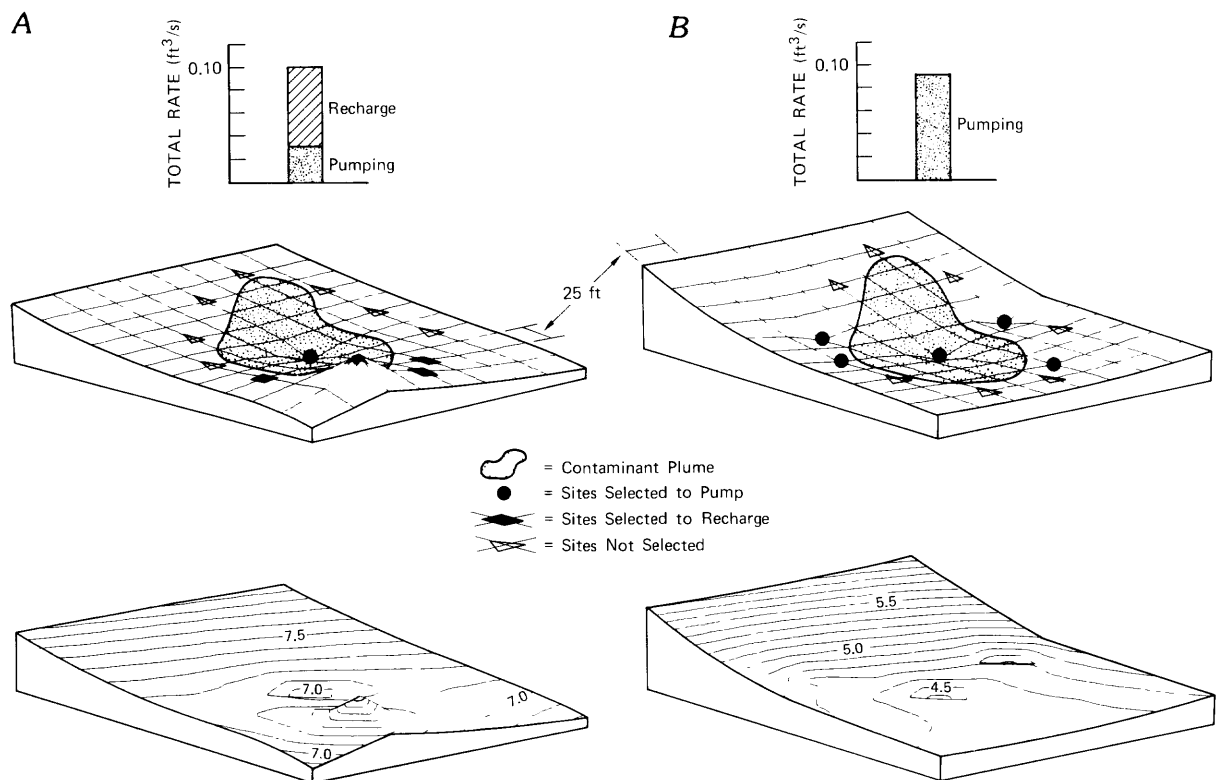 A
TOTAL RATE (ft³/s)
0.10
Recharge
Pumping
B
TOTAL RATE (ft³/s)
0.10
Pumping
25 ft
= Contaminant Plume
= Sites Selected to Pump
= Sites Selected to Recharge
= Sites Not Selected
7.5
7.0
7.0
7.0
5.5
5.0
4.5